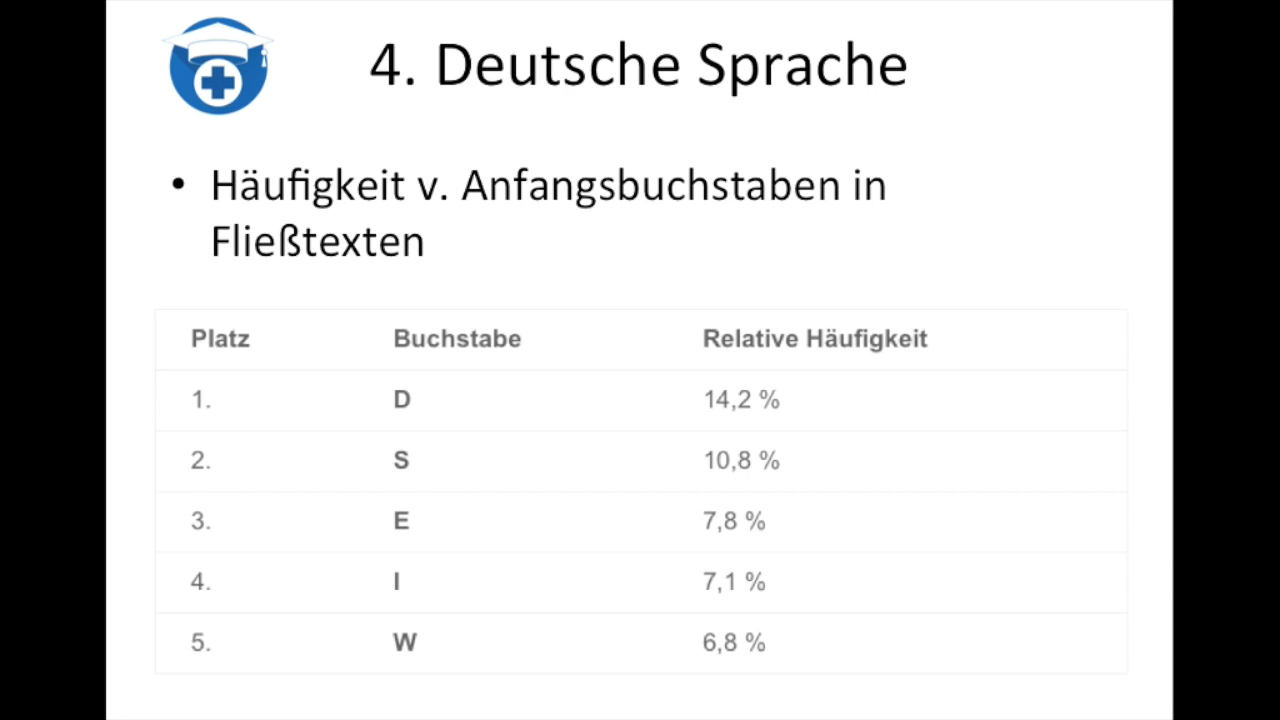 4. Deutsche Sprache
• Häufigkeit v. Anfangsbuchstaben in
Fließtexten
Platz Buchstabe Relative Häufigkeit
1. D 14,2 %
2. S 10,8 %
3. E 7,8 %
4. I 7,1 %
5. W 6,8 %